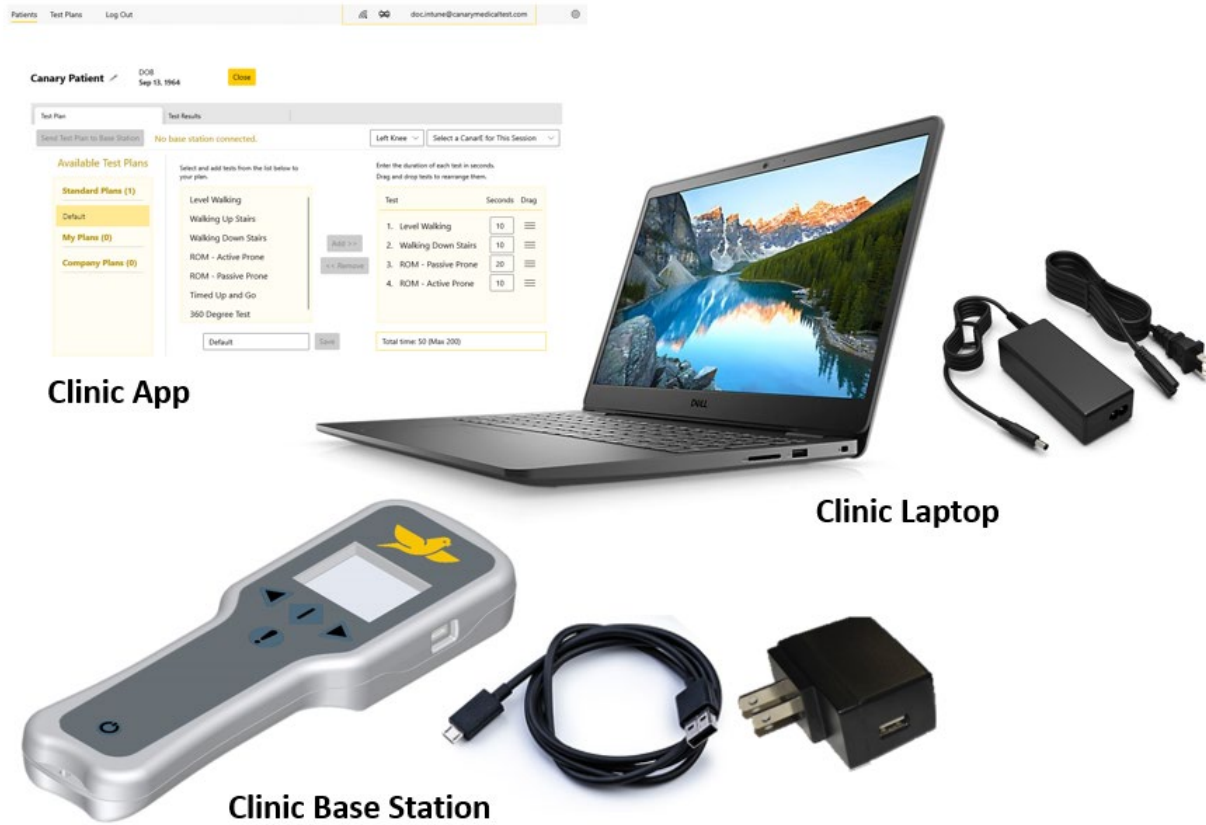 Patients Test Plans Log Out doc.intune@canarymedicaltest.com
Canary Patient DOB
Sep 13, 1964 Close
Test Plan Test Results
Send Test Plan to Base Station No base station connected. Left Knee Select a CanarE for This Session
Available Test Plans
Standard Plans (1)
Default
My Plans (0)
Company Plans (0)
Select and add tests from the list below to
your plan.
Level Walking
Walking Up Stairs
Walking Down Stairs
ROM - Active Prone
ROM - Passive Prone
Timed Up and Go
360 Degree Test
Default Save
Add >>
<< Remove
Enter the duration of each test in seconds.
Drag and drop tests to rearrange them.
Test Seconds Drag
1. Level Walking 10
2. Walking Down Stairs 10
3. ROM - Passive Prone 20
4. ROM - Active Prone 10
Total time: 50 (Max 200)
Clinic App
DELL
Clinic Laptop
Clinic Base Station